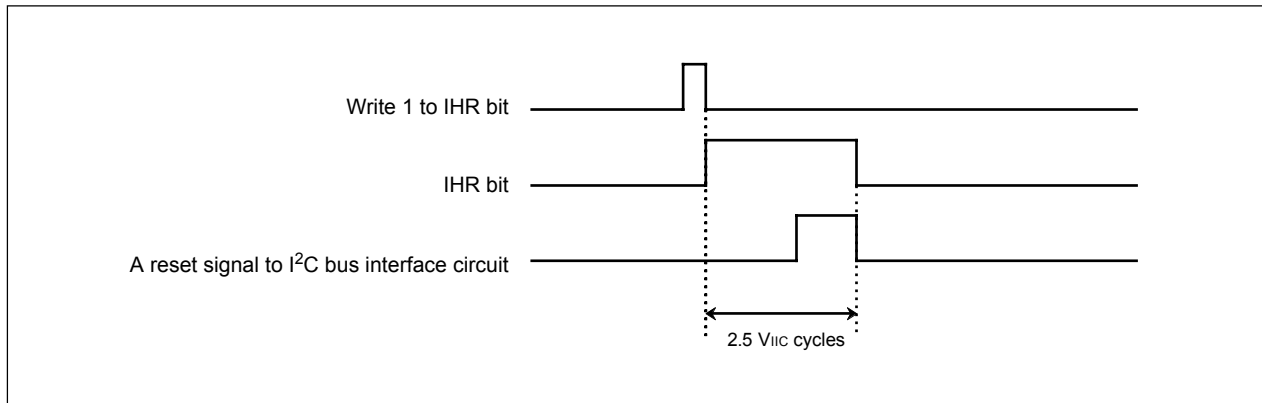 Write 1 to IHR bit
IHR bit
A reset signal to I²C bus interface circuit
2.5 VIIC cycles